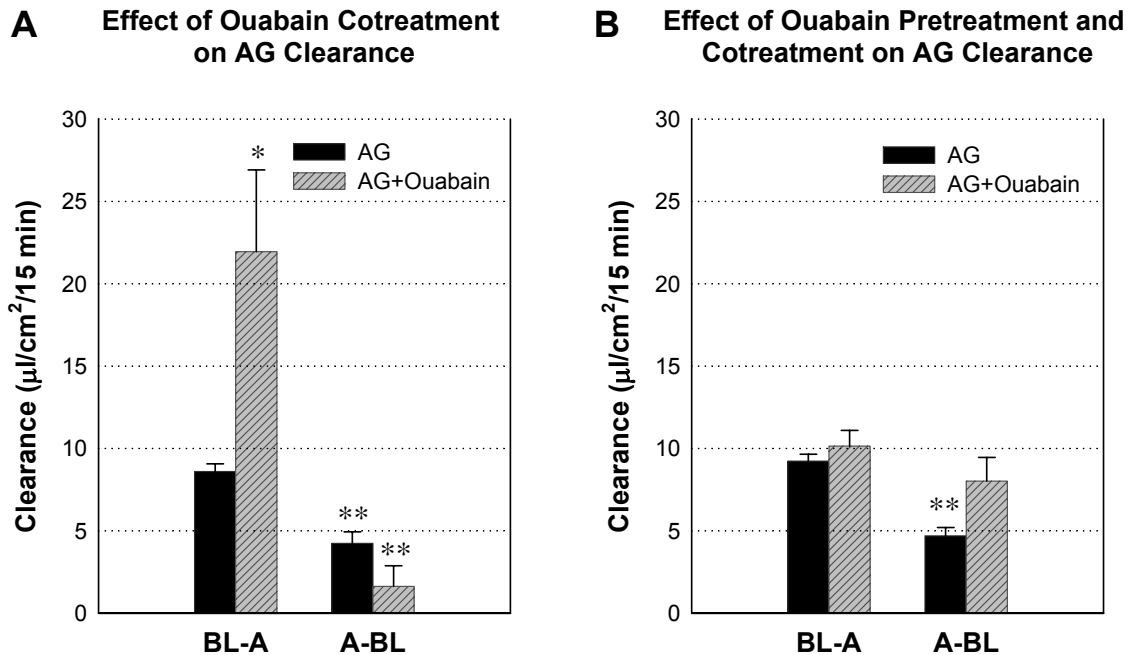 A
Effect of Ouabain Cotreatment
on AG Clearance
Clearance (μl/cm²/15 min)
30
25
20
15
10
5
0
AG
AG+Ouabain
*
**
**
BL-A
A-BL
B
Effect of Ouabain Pretreatment and
Cotreatment on AG Clearance
Clearance (μl/cm²/15 min)
30
25
20
15
10
5
0
AG
AG+Ouabain
**
BL-A
A-BL